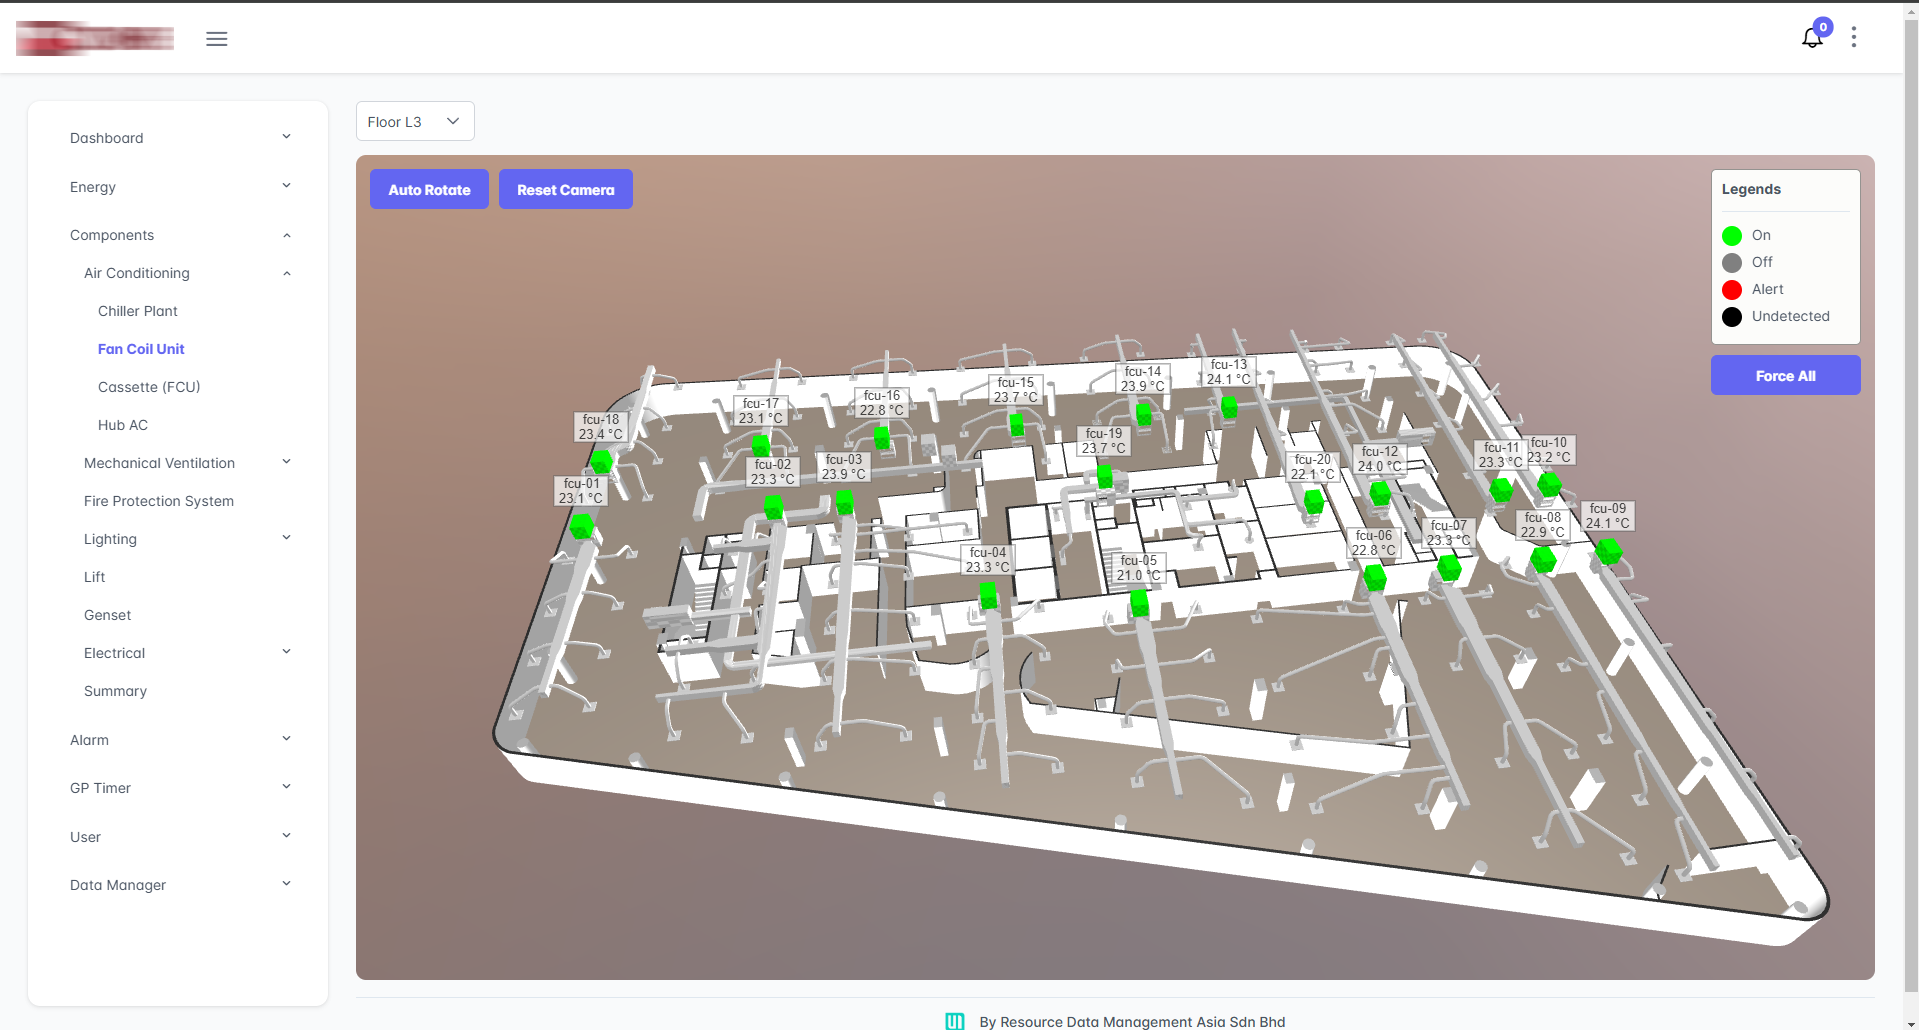 0
Dashboard
Energy
Components
Air Conditioning
Chiller Plant
Fan Coil Unit
Cassette (FCU)
Hub AC
Mechanical Ventilation
Fire Protection System
Lighting
Lift
Genset
Electrical
Summary
Alarm
GP Timer
User
Data Manager
Floor L3
Auto Rotate
Reset Camera
Legends
On
Off
Alert
Undetected
Force All
fcu-13
24.1 °C
fcu-14
23.9 °C
fcu-15
23.7 °C
fcu-16
22.8 °C
fcu-17
23.1 °C
fcu-18
23.4 °C
fcu-19
23.7 °C
fcu-10
23.2 °C
fcu-11
23.3 °C
fcu-12
24.0 °C
fcu-20
22.1 °C
fcu-03
23.9 °C
fcu-02
23.3 °C
fcu-01
23.1 °C
fcu-09
24.1 °C
fcu-08
22.9 °C
fcu-07
23.3 °C
fcu-06
22.8 °C
fcu-04
23.3 °C
fcu-05
21.0 °C
By Resource Data Management Asia Sdn Bhd